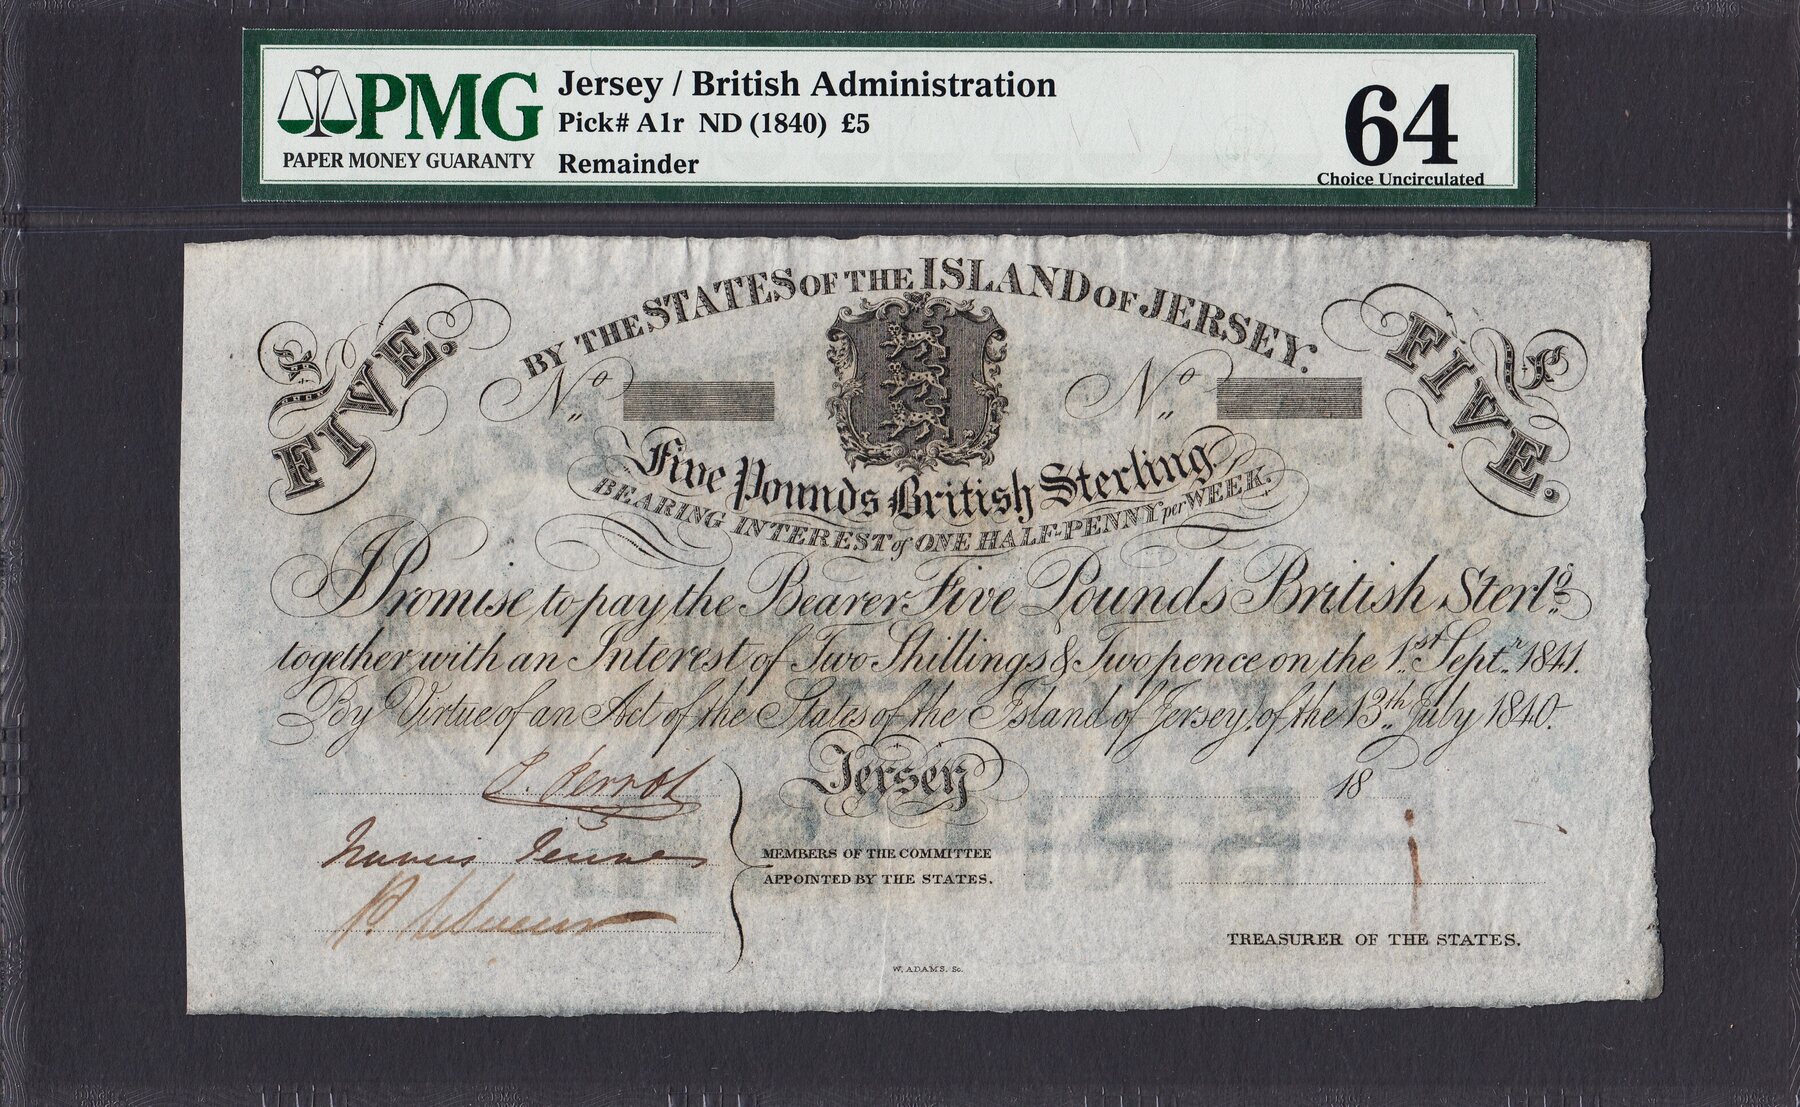 PMG
PAPER MONEY GUARANTY
Jersey / British Administration
Pick# A1r ND (1840) £5
Remainder
64
Choice Uncirculated
£ FIVE.
BY THE STATES OF THE ISLAND OF JERSEY.
£ FIVE.
No
No
Five Pounds British Sterling
BEARING INTEREST of ONE HALF-PENNY per WEEK.
I Promise to pay the Bearer Five Pounds British Sterlg
together with an Interest of Two Shillings & Twopence on the 1st Septr 1841.
By Virtue of an Act of the States of the Island of Jersey, of the 13th July 1840.
Jersey 18
MEMBERS OF THE COMMITTEE
APPOINTED BY THE STATES.
TREASURER OF THE STATES.
W. ADAMS. Sc.